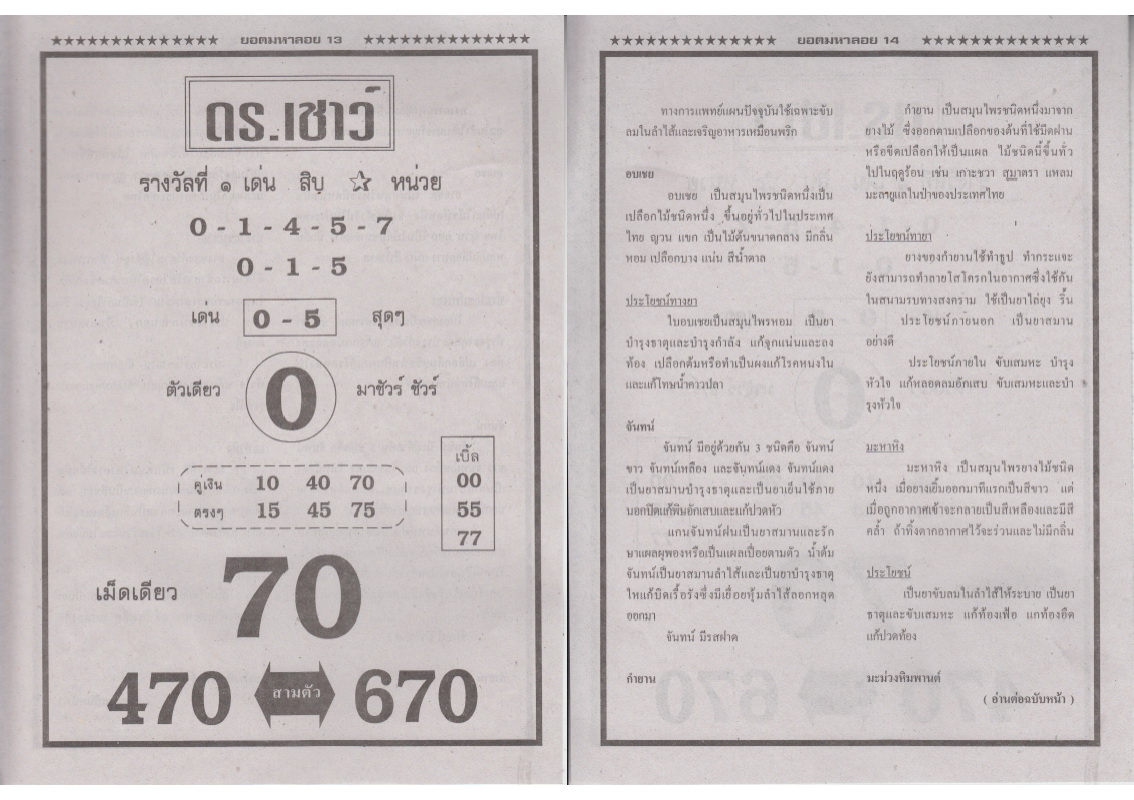 ★★★★★★★★★★★★★★ ยอดมหาลอย 13 ★★★★★★★★★★★★★★
ดร.เชาว์
รางวัลที่ ๑ เด่น สิบ ☆ หน่วย
0 - 1 - 4 - 5 - 7
0 - 1 - 5
เดน 0 - 5 สุดๆ
ตัวเดียว 0 มาชัวร์ ชัวร์
คู่เงิน 10 40 70
ตรงๆ 15 45 75
เบิ้ล
00
55
77
เม็ดเดียว 70
470 สามตัว 670
★★★★★★★★★★★★★★ ยอดมหาลอย 14 ★★★★★★★★★★★★★★
ทางการแพทย์แผนปัจจุบันใช้เฉพาะขับ
ลมในลำไส้และเจริญอาหารเหมือนพริก
อบเชย
อบเชย เป็นสมุนไพรชนิดหนึ่งเป็น
เปลือกไม้ชนิดหนึ่ง ขึ้นอยู่ทั่วไปในประเทศ
ไทย ญวน แขก เป็นไม้ต้นขนาดกลาง มีกลิ่น
หอม เปลือกบาง แน่น สีน้ำตาล
ประโยชน์ทางยา
ใบอบเชยเป็นสมุนไพรหอม เป็นยา
บำรุงธาตุและบำรุงกำลัง แก้จุกแน่นและลง
ท้อง เปลือกต้มหรือทำเป็นผงแก้โรคหนองใน
และแก้โทษน้ำคาวปลา
จันทน์
จันทน์ มีอยู่ด้วยกัน 3 ชนิดคือ จันทน์
ขาว จันทน์เหลือง และจันทน์แดง จันทน์แดง
เป็นยาสมานบำรุงธาตุและเป็นยาเย็นใช้ภาย
นอกปิดแก้พิษอักเสบและแก้ปวดหัว
แกนจันทน์ฝนเป็นยาสมานและรัก
ษาแผลผุพองหรือเป็นแผลเปื่อยตามตัว น้ำต้ม
จันทน์เป็นยาสมานลำไส้และเป็นยาบำรุงธาตุ
ใหแก้บิดเรื้อรังซึ่งมีเยื่อยหุ้มลำไส้ลอกหลุด
ออกมา
จันทน์ มีรสฝาด
กำยาน
กำยาน เป็นสมุนไพรชนิดหนึ่งมาจาก
ยางไม้ ซึ่งออกตามเปลือกของต้นที่ใช้มีดฝาน
หรือขีดเปลือกให้เป็นแผล ไม้ชนิดนี้ขึ้นทั่ว
ไปในฤดูร้อน เช่น เกาะชวา สุมาตรา แหลม
มะลายูแลในป่าของประเทศไทย
ประโยชน์ทายา
ยางของกำยานใช้ทำธูป ทำกระแจะ
ยังสามารถทำลายโสโครกในอากาศซึ่งใช้กัน
ในสนามรบทางสงคราม ใช้เป็นยาไล่ยุง ริ้น
ประโยชน์ภายนอก เป็นยาสมาน
อย่างดี
ประโยชน์ภายใน ขับเสมหะ บำรุง
หัวใจ แก้หลอดลมอักเสบ ขับเสมหะและบำ
รุงหัวใจ
มะหาหิง
มะหาหิง เป็นสมุนไพรยางไม้ชนิด
หนึ่ง เมื่อยางเยิ้มออกมาทีแรกเป็นสีขาว แต่
เมื่อถูกอากาศเข้าจะกลายเป็นสีเหลืองและมีสี
คล้ำ ถ้าทิ้งตากอากาศไว้จะร่วนและไม่มีกลิ่น
ประโยชน์
เป็นยาขับลมในลำไส้ให้ระบาย เป็นยา
ธาตุและขับเสมหะ แก้ท้องเฟ้อ แกท้องอืด
แก้ปวดท้อง
มะม่วงหิมพานต์
( อ่านต่อฉบับหน้า )